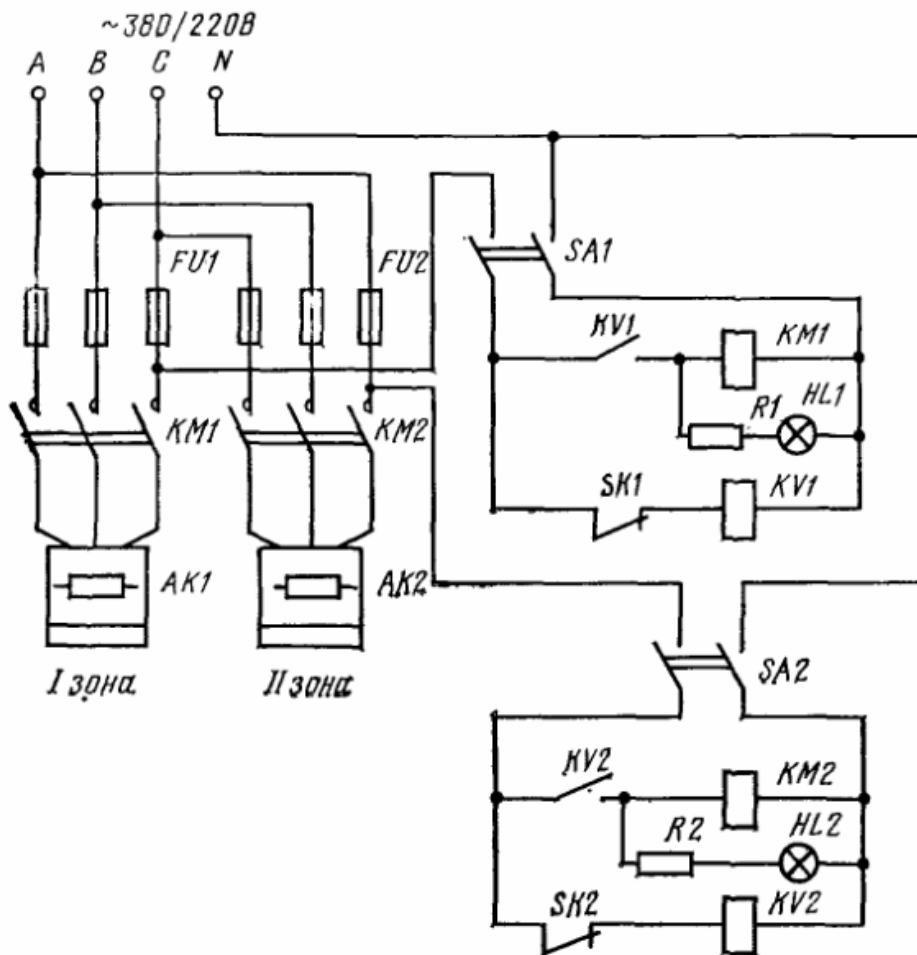 ~380/220В
A B C N
FU1 FU2
SA1
KV1 KM1
R1 HL1
KM1 KM2
SK1 KV1
AK1 AK2
I зона II зона
SA2
KV2 KM2
R2 HL2
SK2 KV2